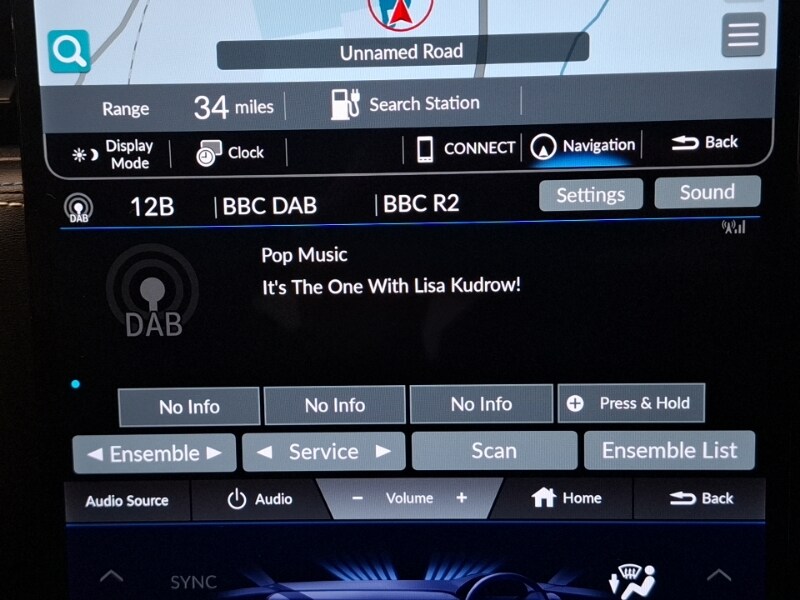 Unnamed Road
Range 34 miles Search Station
Display Mode Clock CONNECT Navigation Back
DAB 12B BBC DAB BBC R2 Settings Sound
Pop Music
It's The One With Lisa Kudrow!
DAB
No Info No Info No Info Press & Hold
Ensemble Service Scan Ensemble List
Audio Source Audio - Volume + Home Back
SYNC